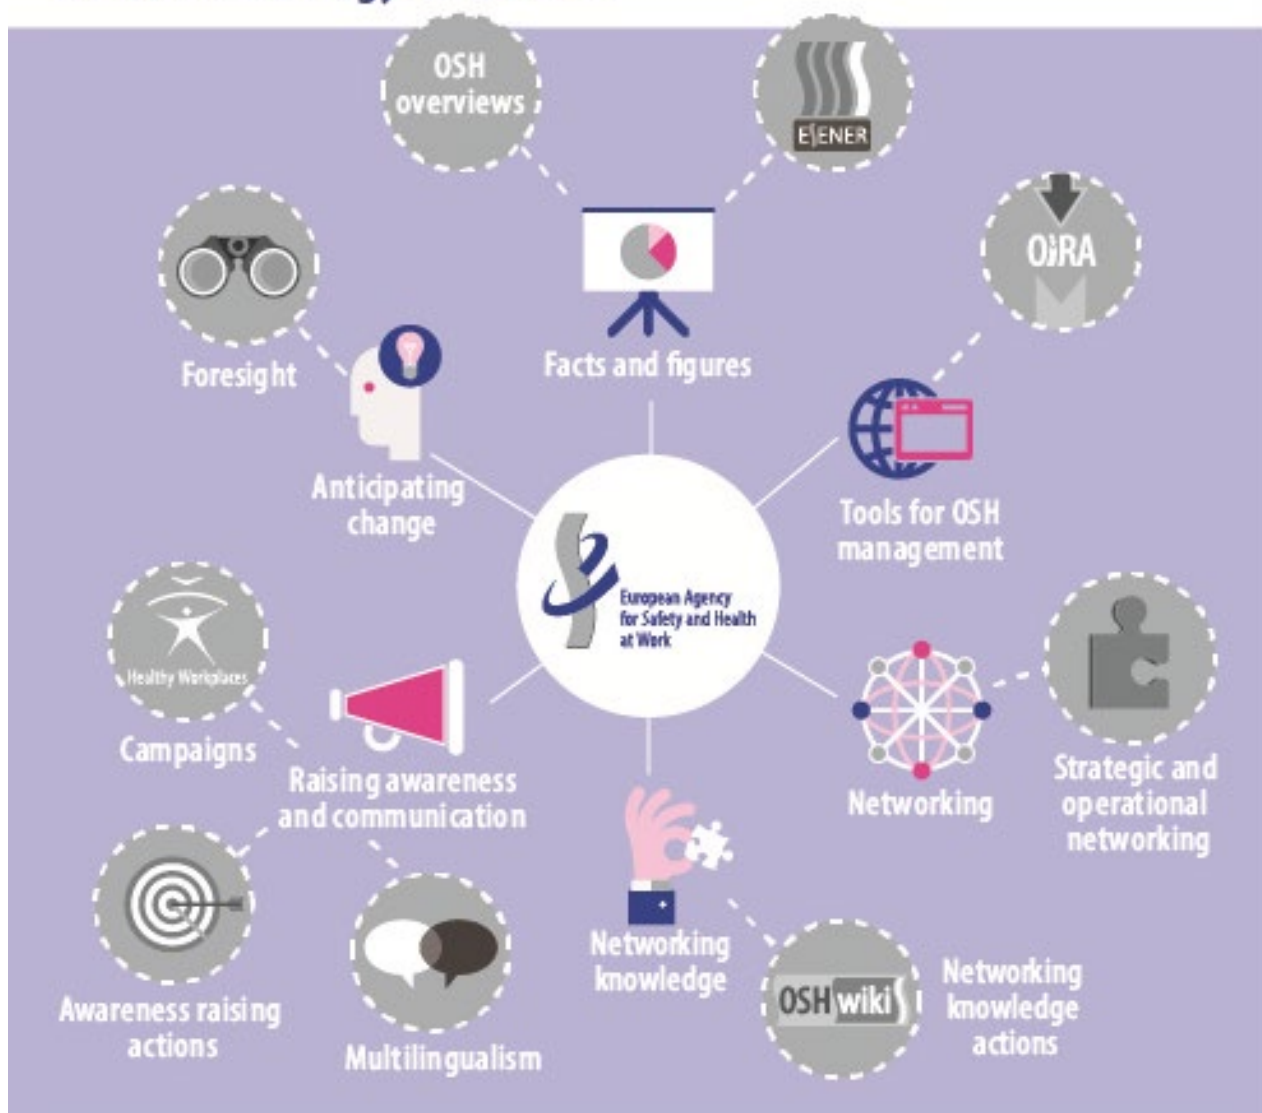 OSH
overviews
ESENER
OiRA
Foresight
Facts and figures
Anticipating
change
Tools for OSH
management
European Agency
for Safety and Health
at Work
Healthy Workplaces
Campaigns
Raising awareness
and communication
Networking
Strategic and
operational
networking
Networking
knowledge
OSH wiki
Networking
knowledge
actions
Awareness raising
actions
Multilingualism